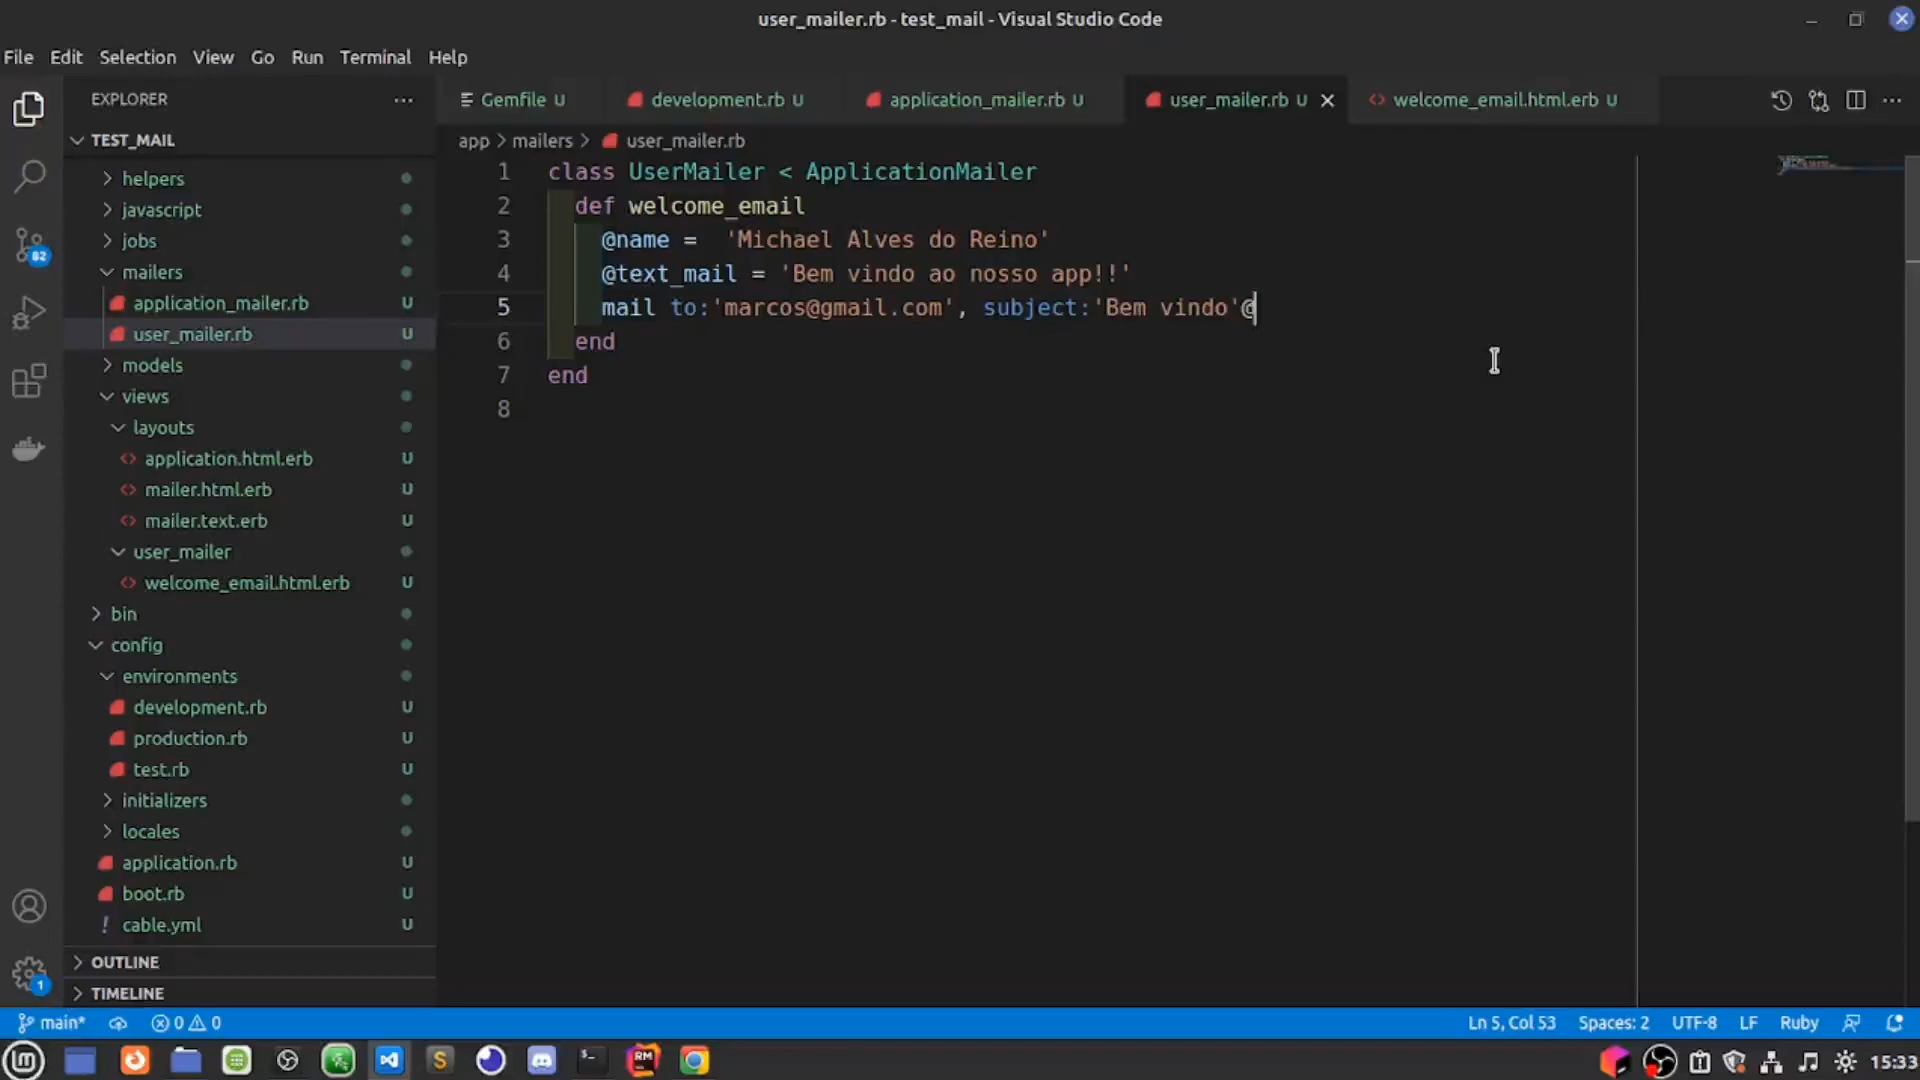 user_mailer.rb - test_mail - Visual Studio Code
File Edit Selection View Go Run Terminal Help
EXPLORER
Gemfile U
development.rb U
application_mailer.rb U
user_mailer.rb U
welcome_email.html.erb U
TEST_MAIL
app > mailers > user_mailer.rb
helpers
javascript
jobs
mailers
application_mailer.rb U
user_mailer.rb U
models
views
layouts
application.html.erb U
mailer.html.erb U
mailer.text.erb U
user_mailer
welcome_email.html.erb U
bin
config
environments
development.rb U
production.rb U
test.rb U
initializers
locales
application.rb U
boot.rb U
! cable.yml U
OUTLINE
TIMELINE
82
1
1 class UserMailer < ApplicationMailer
2 def welcome_email
3 @name =  'Michael Alves do Reino'
4 @text_mail = 'Bem vindo ao nosso app!!'
5 mail to:'marcos@gmail.com', subject:'Bem vindo'@
6 end
7 end
8
main* 0 0 Ln 5, Col 53 Spaces: 2 UTF-8 LF Ruby
S RM 15:33